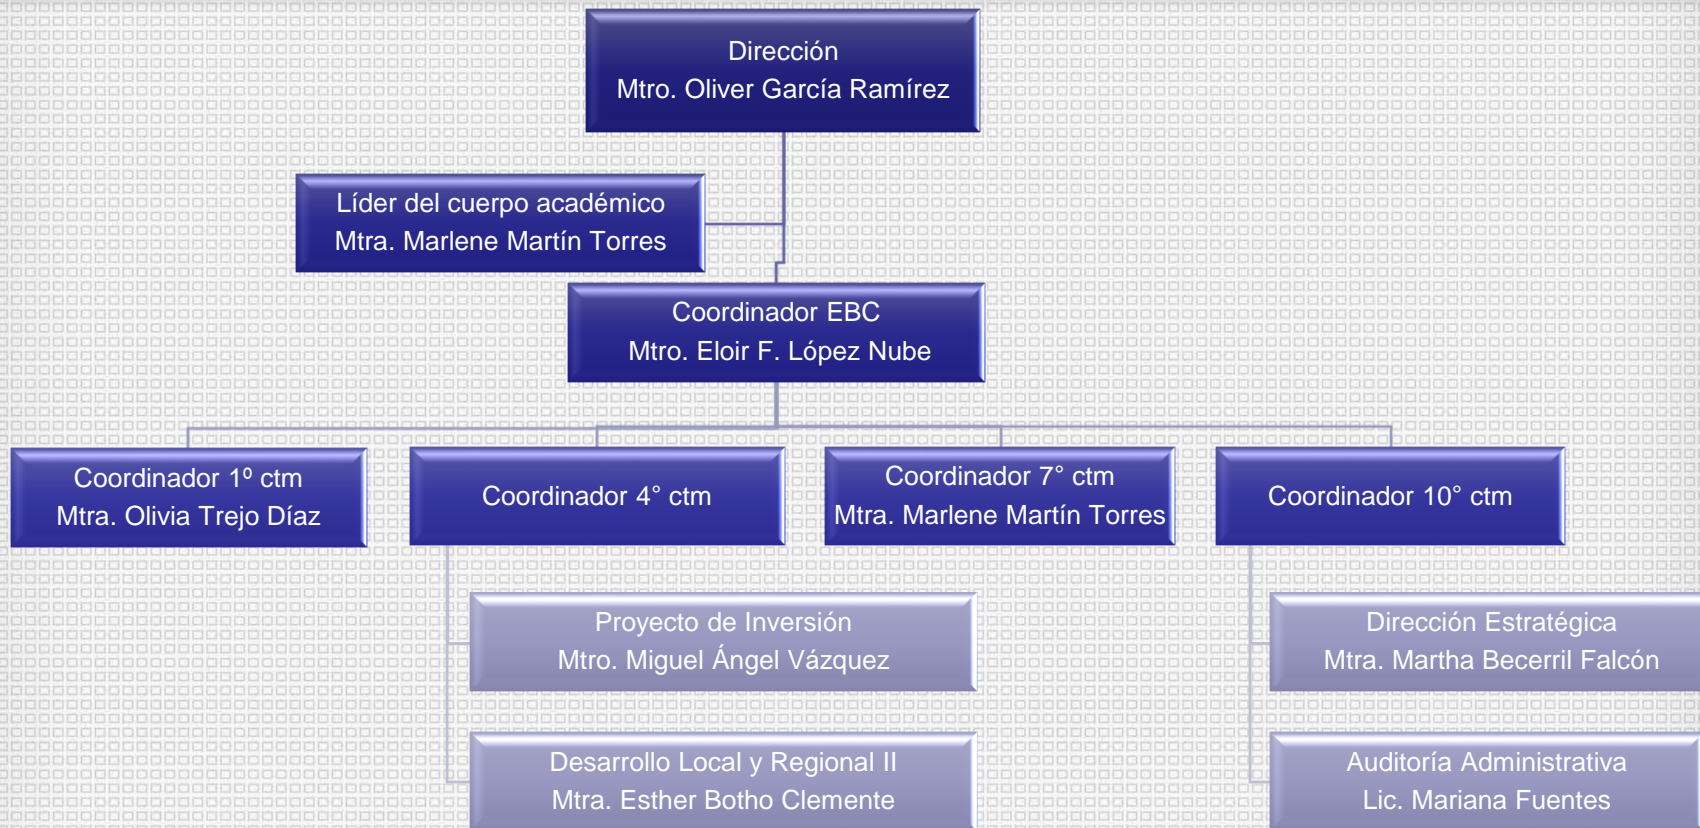 Dirección
Mtro. Oliver García Ramírez
Líder del cuerpo académico
Mtra. Marlene Martín Torres
Coordinador EBC
Mtro. Eloir F. López Nube
Coordinador 1º ctm
Mtra. Olivia Trejo Díaz
Coordinador 4° ctm
Coordinador 7° ctm
Mtra. Marlene Martín Torres
Coordinador 10° ctm
Proyecto de Inversión
Mtro. Miguel Ángel Vázquez
Desarrollo Local y Regional II
Mtra. Esther Botho Clemente
Dirección Estratégica
Mtra. Martha Becerril Falcón
Auditoría Administrativa
Lic. Mariana Fuentes